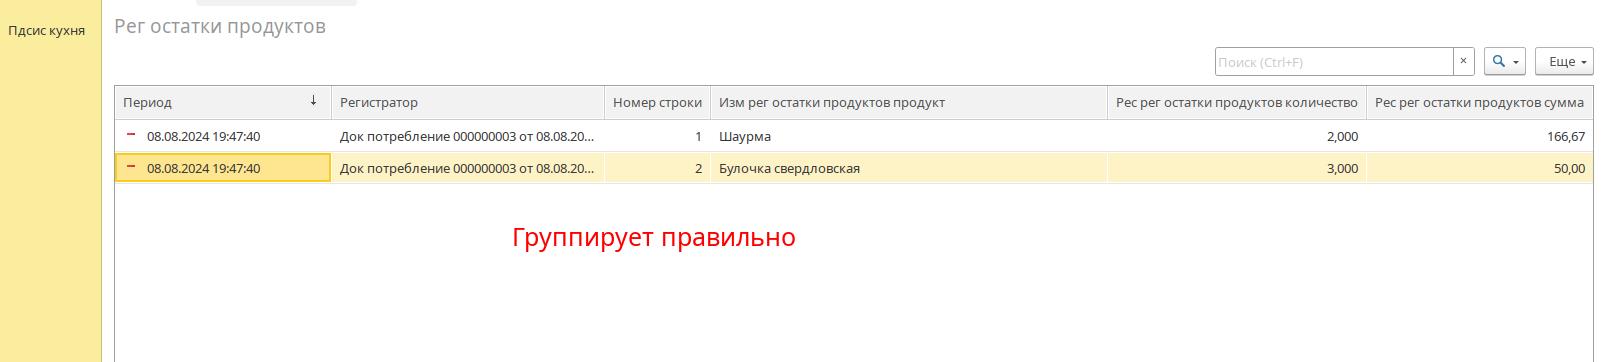 Пдсис кухня
Рег остатки продуктов
Поиск (Ctrl+F) × Еще
Период ↓ Регистратор Номер строки Изм рег остатки продуктов продукт Рес рег остатки продуктов количество Рес рег остатки продуктов сумма
08.08.2024 19:47:40 Док потребление 000000003 от 08.08.20... 1 Шаурма 2,000 166,67
08.08.2024 19:47:40 Док потребление 000000003 от 08.08.20... 2 Булочка свердловская 3,000 50,00
Группирует правильно